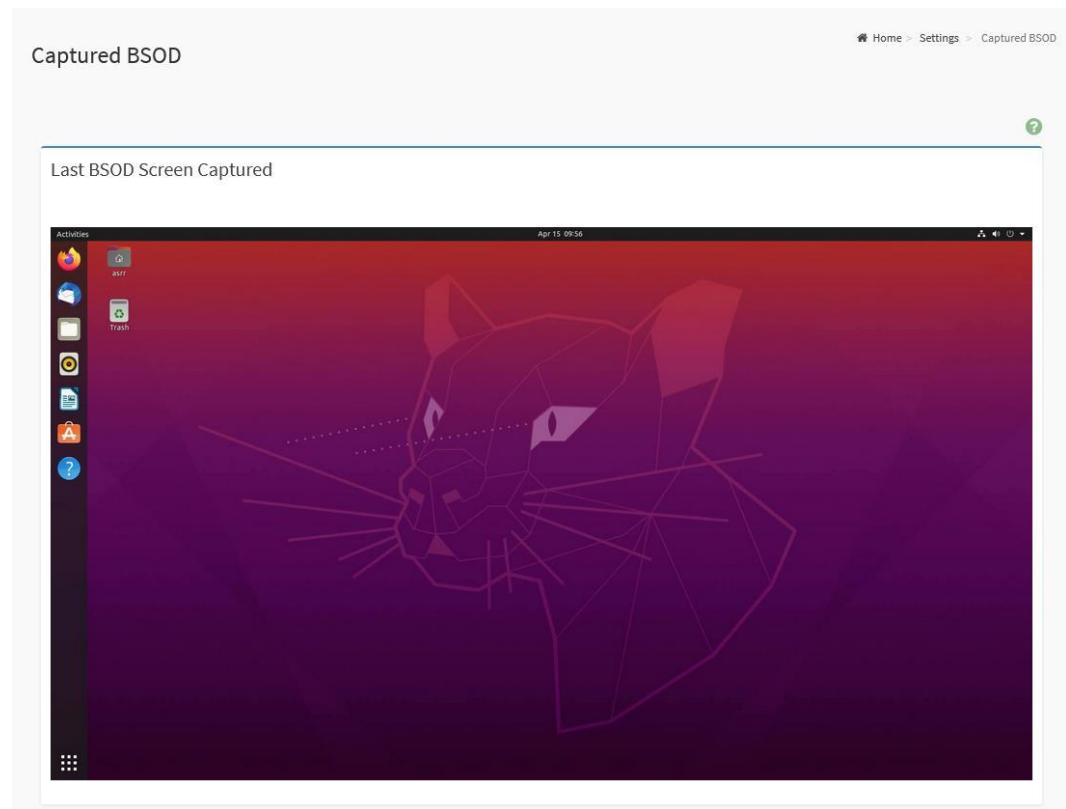 Home > Settings > Captured BSOD
Captured BSOD
Last BSOD Screen Captured
Activities
Apr 15 09:56
asrr
Trash